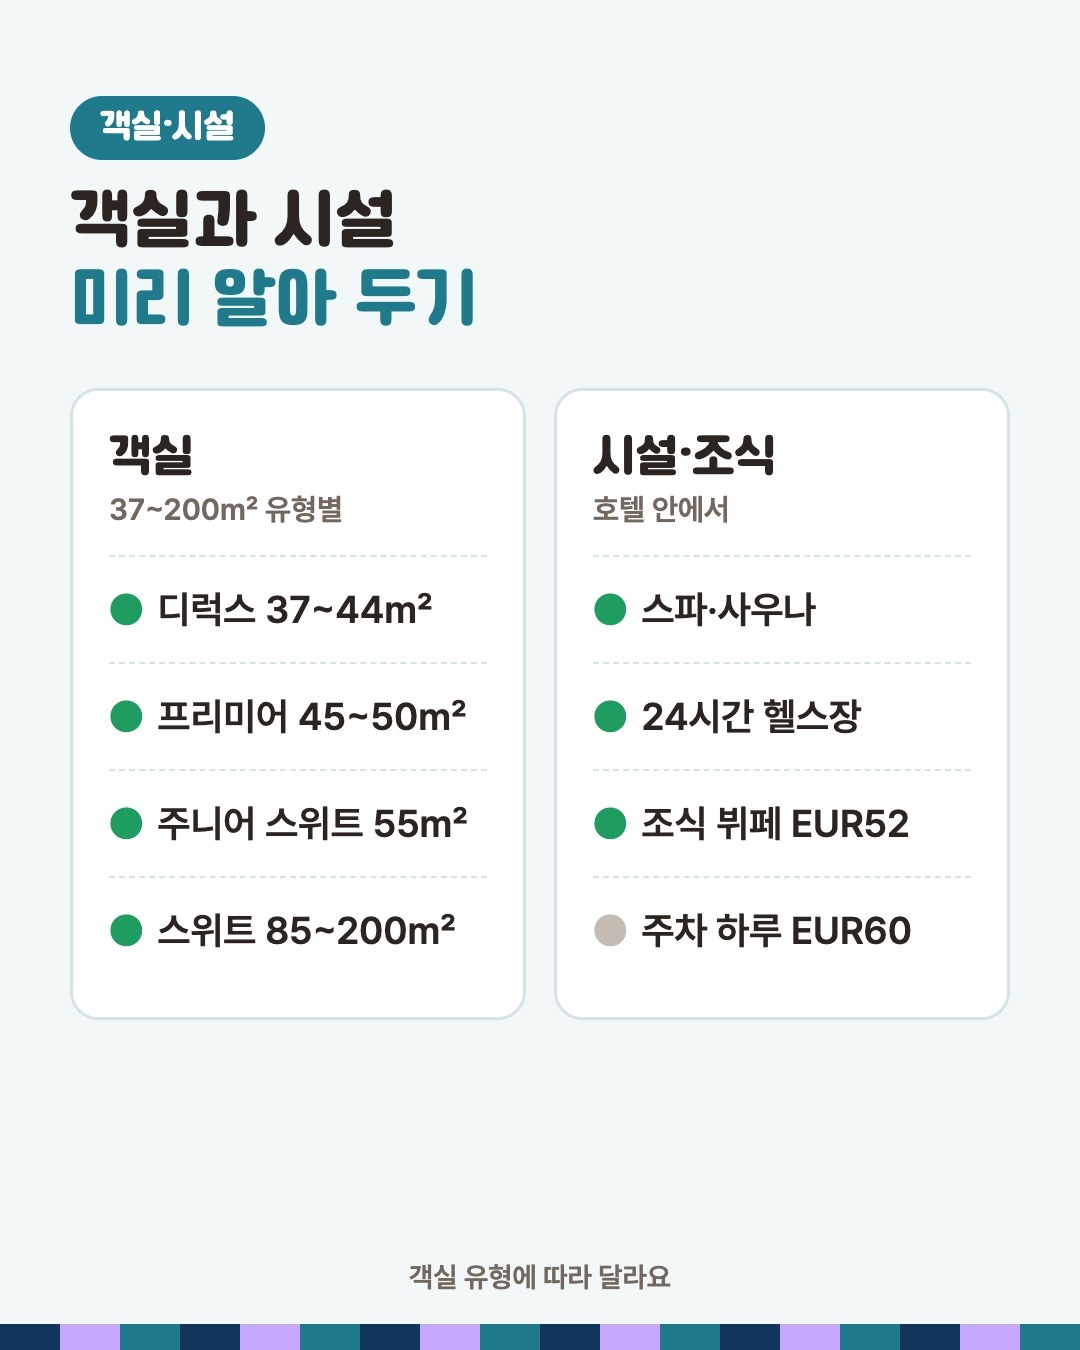 객실·시설
객실과 시설
미리 알아 두기
객실
37~200m² 유형별
디럭스 37~44m²
프리미어 45~50m²
주니어 스위트 55m²
스위트 85~200m²
시설·조식
호텔 안에서
스파·사우나
24시간 헬스장
조식 뷔페 EUR52
주차 하루 EUR60
객실 유형에 따라 달라요